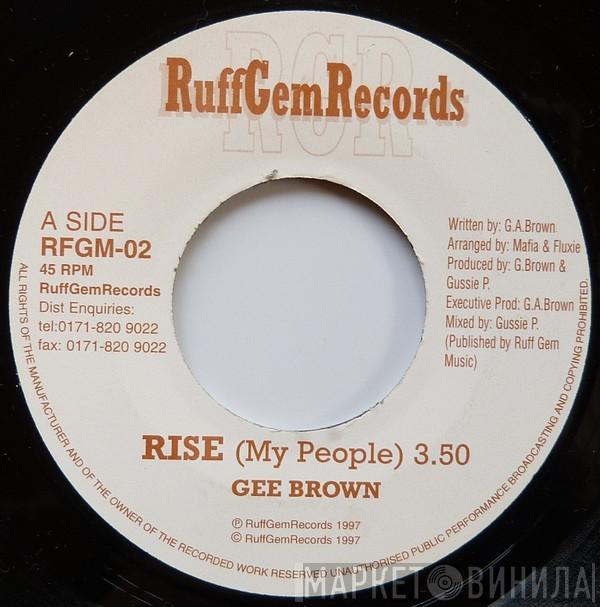 RGR
RuffGemRecords
A SIDE
RFGM-02
45 RPM
RuffGemRecords
Dist Enquiries:
tel:0171-820 9022
fax: 0171-820 9022
Written by: G.A.Brown
Arranged by: Mafia & Fluxie
Produced by: G.Brown &
Gussie P.
Executive Prod: G.A.Brown
Mixed by: Gussie P.
(Published by Ruff Gem
Music)
RISE (My People) 3.50
GEE BROWN
℗ RuffGemRecords 1997
© RuffGemRecords 1997
ALL RIGHTS OF THE MANUFACTURER AND OF THE OWNER OF THE RECORDED WORK RESERVED UNAUTHORISED PUBLIC PERFORMANCE BROADCASTING AND COPYING PROHIBITED.
МАРКЕТ ВИНИЛА